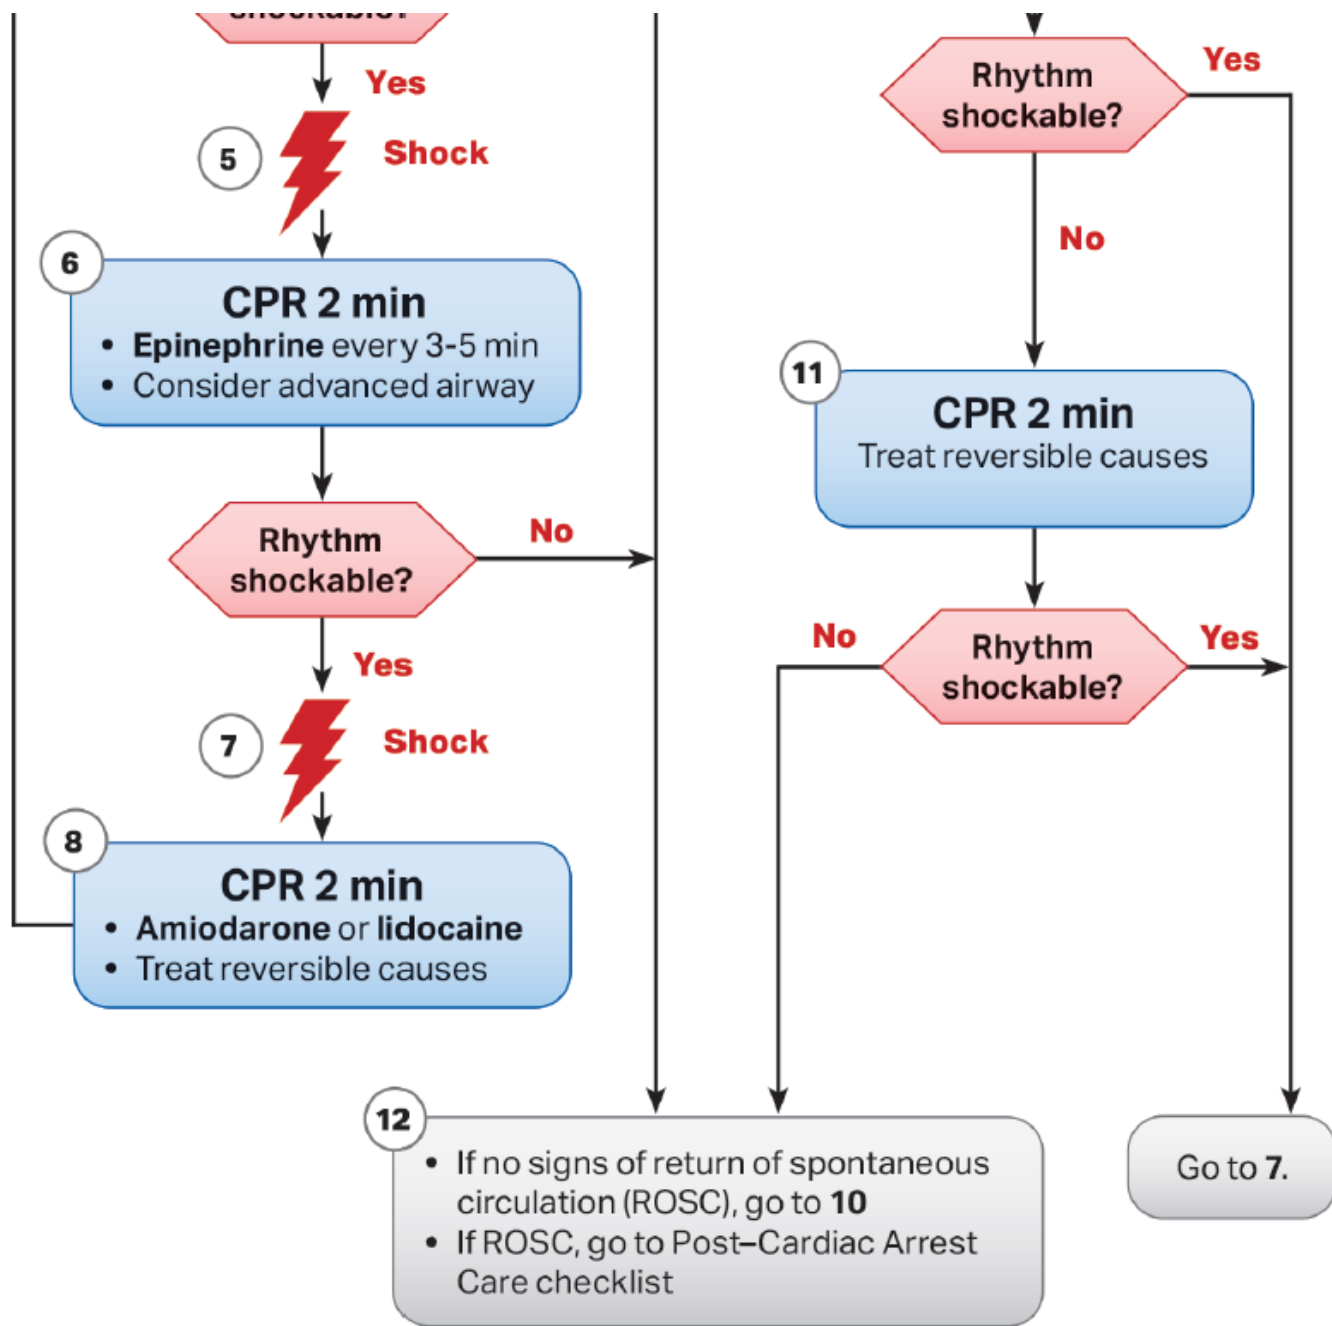 shockable?
Yes
5
Shock
6
CPR 2 min
• Epinephrine every 3-5 min
• Consider advanced airway
Rhythm
shockable?
No
Yes
7
Shock
8
CPR 2 min
• Amiodarone or lidocaine
• Treat reversible causes
Rhythm
shockable?
Yes
No
11
CPR 2 min
Treat reversible causes
Rhythm
shockable?
No
Yes
12
• If no signs of return of spontaneous
circulation (ROSC), go to 10
• If ROSC, go to Post–Cardiac Arrest
Care checklist
Go to 7.